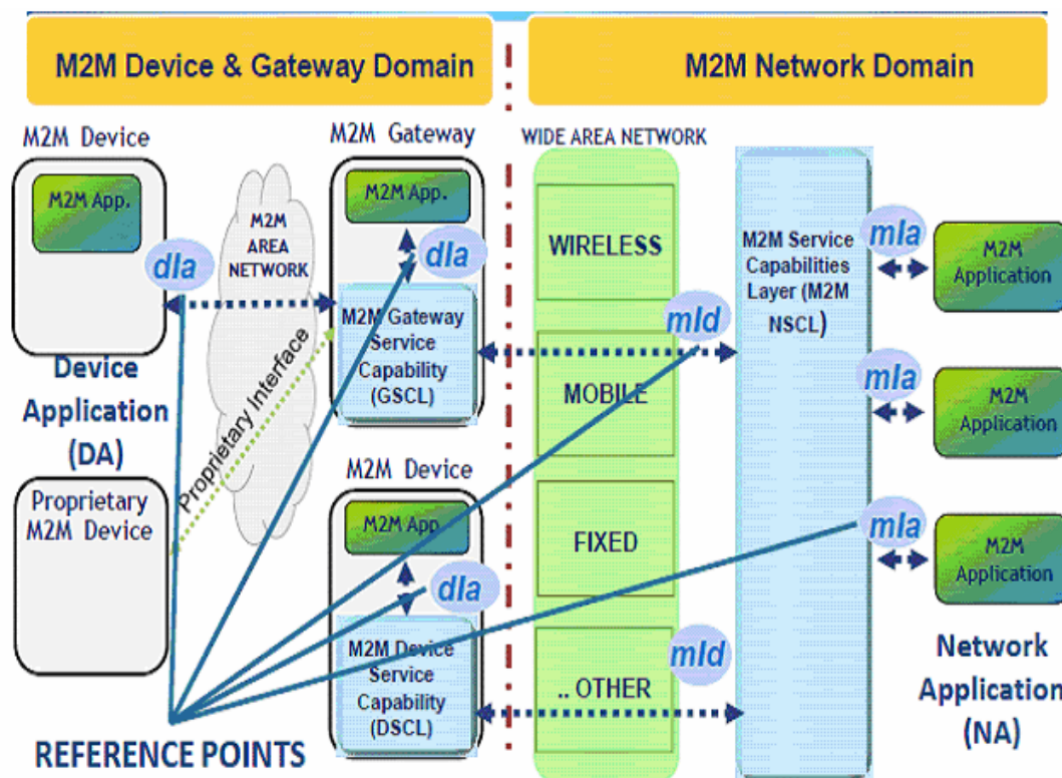 M2M Device & Gateway Domain
M2M Network Domain
M2M Device
M2M App.
dIa
Device
Application
(DA)
Proprietary
M2M Device
M2M
AREA
NETWORK
Proprietary Interface
M2M Gateway
M2M App.
dIa
M2M Gateway
Service
Capability
(GSCL)
M2M Device
M2M App
dIa
M2M Device
Service
Capability
(DSCL)
REFERENCE POINTS
WIDE AREA NETWORK
WIRELESS
MOBILE
FIXED
.. OTHER
mId
mId
M2M Service
Capabilities
Layer (M2M
NSCL)
mIa
M2M
Application
mIa
M2M
Application
mIa
M2M
Application
Network
Application
(NA)